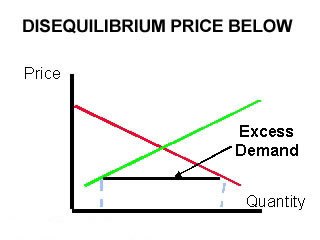 DISEQUILIBRIUM PRICE BELOW
Price
Excess
Demand
Quantity